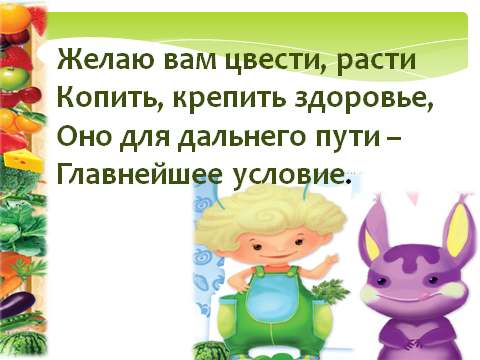 Желаю вам цвести, расти
Копить, крепить здоровье,
Оно для дальнего пути –
Главнейшее условие.